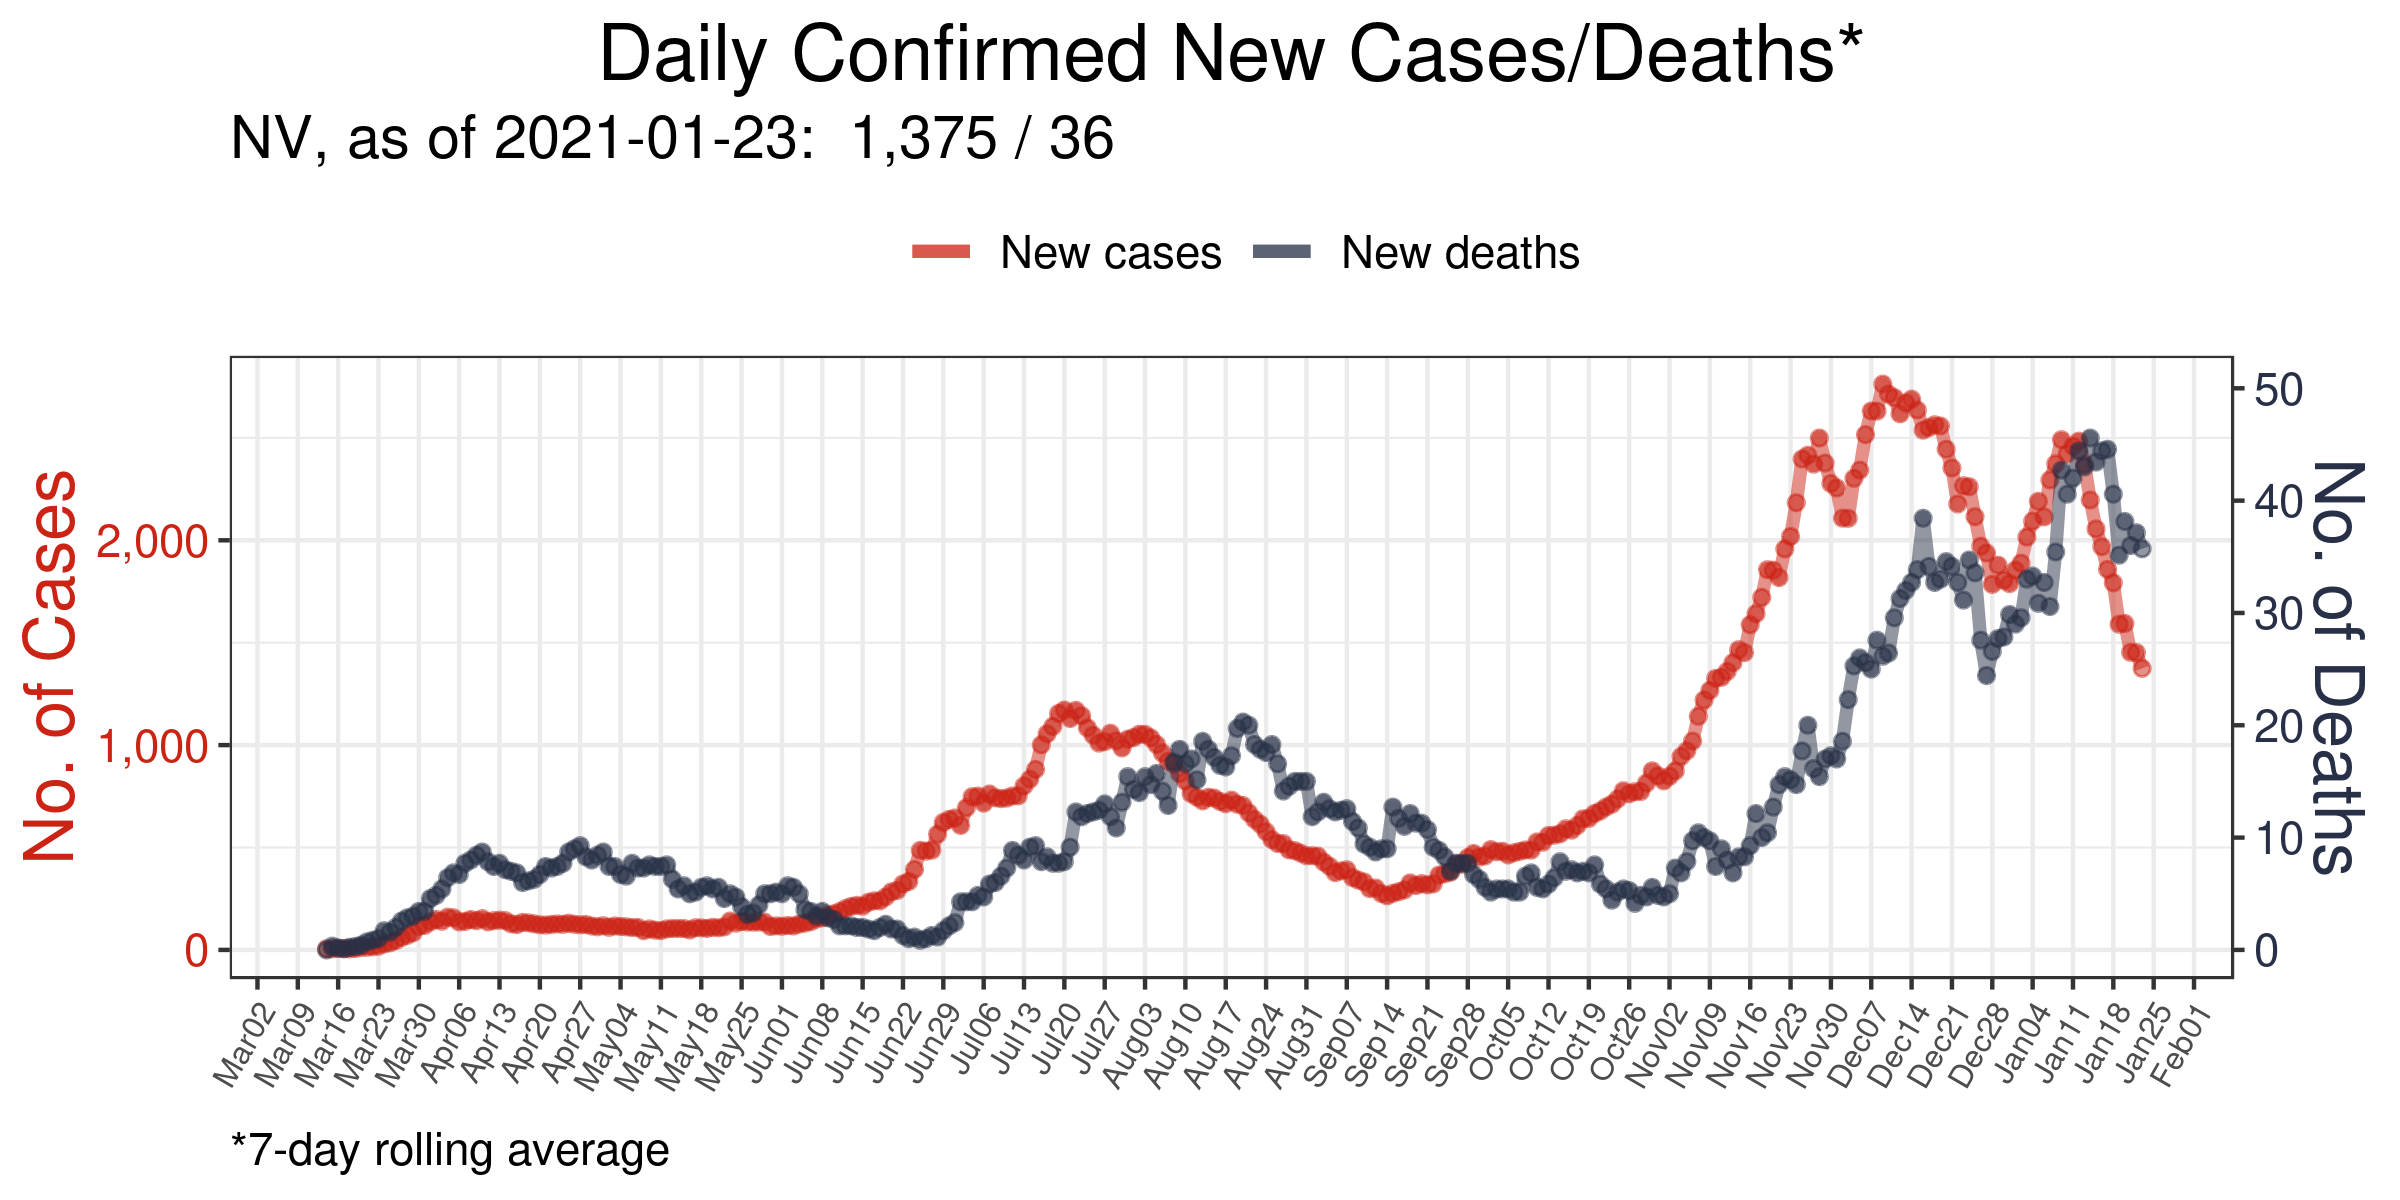 Daily Confirmed New Cases/Deaths*
NV, as of 2021-01-23:  1,375 / 36
New cases
New deaths
No. of Cases
2,000
1,000
0
50
40
30
20
10
0
No. of Deaths
Mar02
Mar09
Mar16
Mar23
Mar30
Apr06
Apr13
Apr20
Apr27
May04
May11
May18
May25
Jun01
Jun08
Jun15
Jun22
Jun29
Jul06
Jul13
Jul20
Jul27
Aug03
Aug10
Aug17
Aug24
Aug31
Sep07
Sep14
Sep21
Sep28
Oct05
Oct12
Oct19
Oct26
Nov02
Nov09
Nov16
Nov23
Nov30
Dec07
Dec14
Dec21
Dec28
Jan04
Jan11
Jan18
Jan25
Feb01
*7-day rolling average